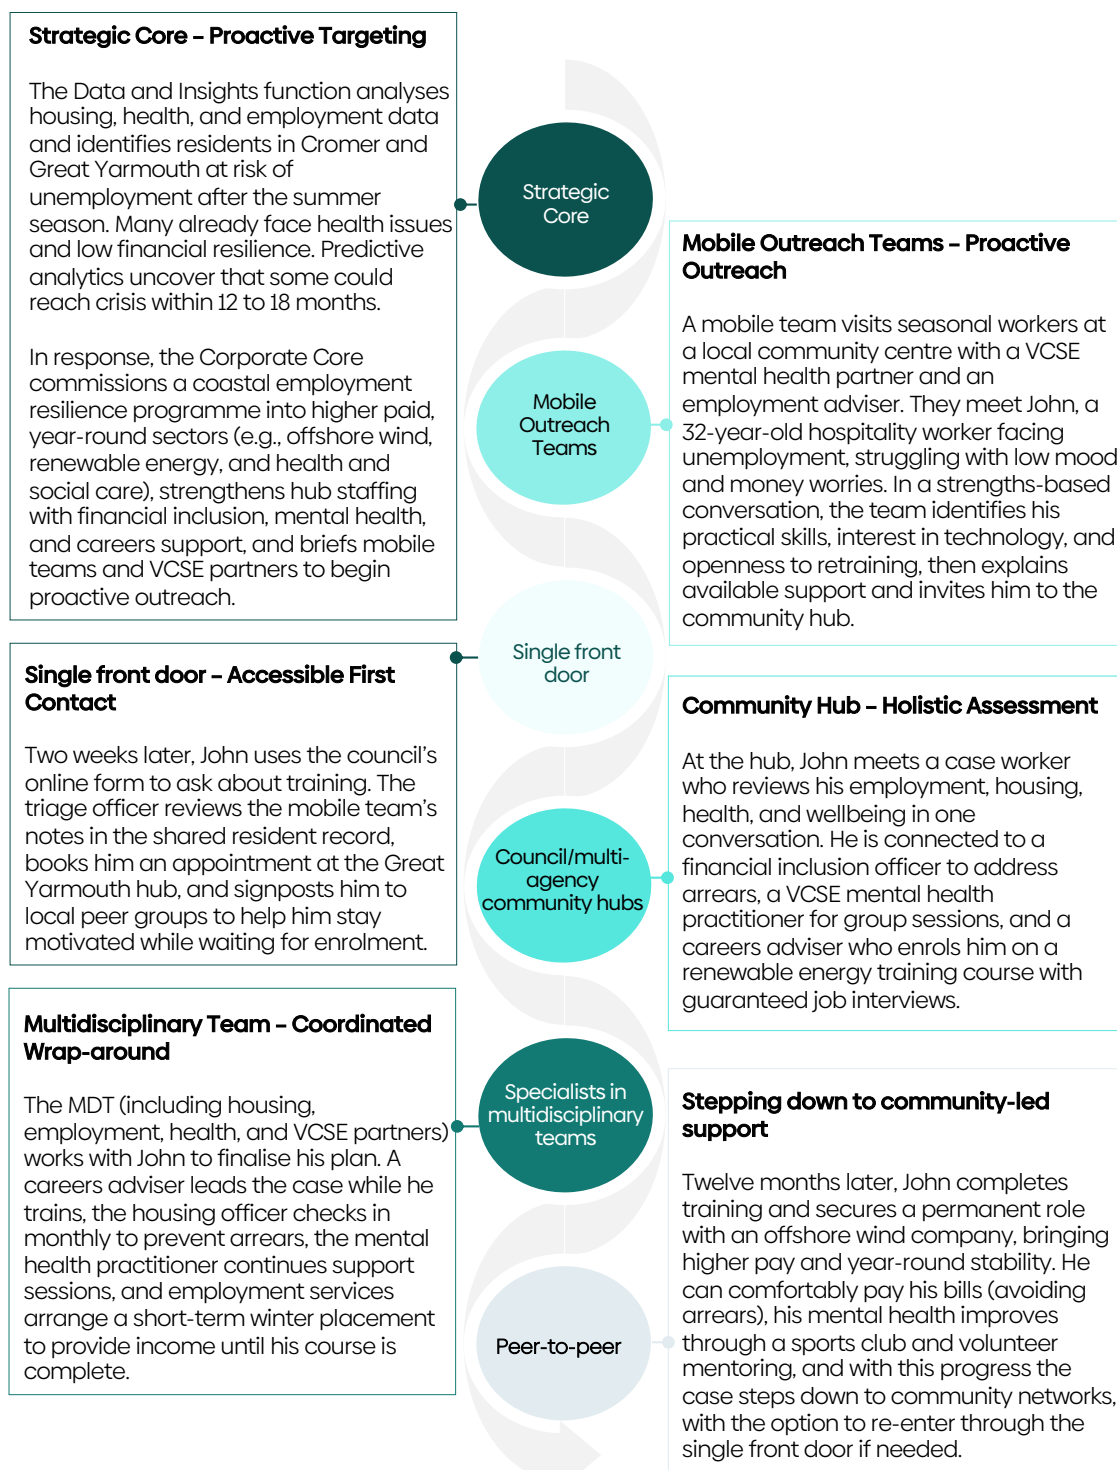 Strategic Core – Proactive Targeting
The Data and Insights function analyses
housing, health, and employment data
and identifies residents in Cromer and
Great Yarmouth at risk of
unemployment after the summer
season. Many already face health issues
and low financial resilience. Predictive
analytics uncover that some could
reach crisis within 12 to 18 months.
In response, the Corporate Core
commissions a coastal employment
resilience programme into higher paid,
year-round sectors (e.g., offshore wind,
renewable energy, and health and
social care), strengthens hub staffing
with financial inclusion, mental health,
and careers support, and briefs mobile
teams and VCSE partners to begin
proactive outreach.
Strategic
Core
Mobile Outreach Teams – Proactive
Outreach
A mobile team visits seasonal workers at
a local community centre with a VCSE
mental health partner and an
employment adviser. They meet John, a
32-year-old hospitality worker facing
unemployment, struggling with low mood
and money worries. In a strengths-based
conversation, the team identifies his
practical skills, interest in technology, and
openness to retraining, then explains
available support and invites him to the
community hub.
Mobile
Outreach
Teams
Single front door – Accessible First
Contact
Two weeks later, John uses the council's
online form to ask about training. The
triage officer reviews the mobile team's
notes in the shared resident record,
books him an appointment at the Great
Yarmouth hub, and signposts him to
local peer groups to help him stay
motivated while waiting for enrolment.
Single front
door
Community Hub – Holistic Assessment
At the hub, John meets a case worker
who reviews his employment, housing,
health, and wellbeing in one
conversation. He is connected to a
financial inclusion officer to address
arrears, a VCSE mental health
practitioner for group sessions, and a
careers adviser who enrols him on a
renewable energy training course with
guaranteed job interviews.
Council/multi-
agency
community hubs
Multidisciplinary Team – Coordinated
Wrap-around
The MDT (including housing,
employment, health, and VCSE partners)
works with John to finalise his plan. A
careers adviser leads the case while he
trains, the housing officer checks in
monthly to prevent arrears, the mental
health practitioner continues support
sessions, and employment services
arrange a short-term winter placement
to provide income until his course is
complete.
Specialists in
multidisciplinary
teams
Stepping down to community-led
support
Twelve months later, John completes
training and secures a permanent role
with an offshore wind company, bringing
higher pay and year-round stability. He
can comfortably pay his bills (avoiding
arrears), his mental health improves
through a sports club and volunteer
mentoring, and with this progress the
case steps down to community networks,
with the option to re-enter through the
single front door if needed.
Peer-to-peer